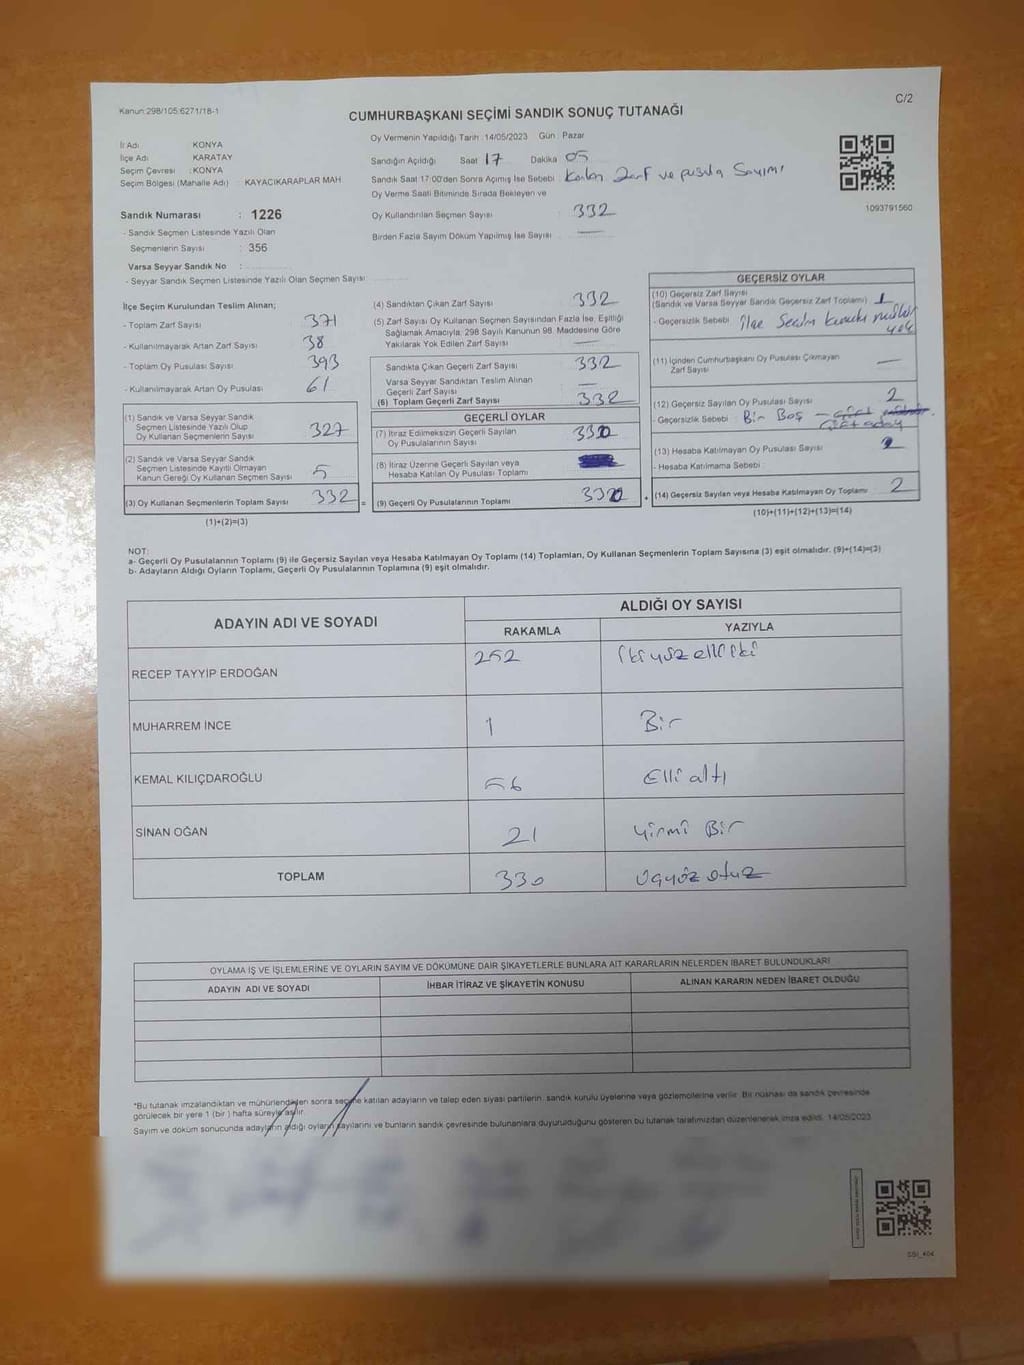 Kanun:298/105:6271/18-1
C/2
CUMHURBAŞKANI SEÇİMİ SANDIK SONUÇ TUTANAĞI
İl Adı KONYA
İlçe Adı KARATAY
Seçim Çevresi : KONYA
Seçim Bölgesi (Mahalle Adı) : KAYACIKARAPLAR MAH
Sandık Numarası : 1226
- Sandık Seçmen Listesinde Yazılı Olan
Seçmenlerin Sayısı : 356
Varsa Seyyar Sandık No :
- Seyyar Sandık Seçmen Listesinde Yazılı Olan Seçmen Sayısı:
Oy Vermenin Yapıldığı Tarih :14/05/2023 Gün : Pazar
Sandığın Açıldığı Saat 17 Dakika 05
Sandık Saat 17:00'den Sonra Açılmış İse Sebebi Kalan Zarf ve pusula Sayımı
Oy Verme Saati Bitiminde Sırada Bekleyen ve
Oy Kullandırılan Seçmen Sayısı 332
Birden Fazla Sayım Döküm Yapılmış İse Sayısı : —
1093791560
İlçe Seçim Kurulundan Teslim Alınan;
- Toplam Zarf Sayısı 371
- Kullanılmayarak Artan Zarf Sayısı 38
- Toplam Oy Pusulası Sayısı 393
- Kullanılmayarak Artan Oy Pusulası 61
(1) Sandık ve Varsa Seyyar Sandık
Seçmen Listesinde Yazılı Olup
Oy Kullanan Seçmenlerin Sayısı 327
(2) Sandık ve Varsa Seyyar Sandık
Seçmen Listesinde Kayıtlı Olmayan
Kanun Gereği Oy Kullanan Seçmen Sayısı 5
(3) Oy Kullanan Seçmenlerin Toplam Sayısı 332 =
(1)+(2)=(3)
(4) Sandıktan Çıkan Zarf Sayısı 332
(5) Zarf Sayısı Oy Kullanan Seçmen Sayısından Fazla İse, Eşitliği
Sağlamak Amacıyla, 298 Sayılı Kanunun 98. Maddesine Göre
Yakılarak Yok Edilen Zarf Sayısı —
Sandıkta Çıkan Geçerli Zarf Sayısı 332
Varsa Seyyar Sandıktan Teslim Alınan
Geçerli Zarf Sayısı —
(6) Toplam Geçerli Zarf Sayısı 332
GEÇERLİ OYLAR
(7) İtiraz Edilmeksizin Geçerli Sayılan
Oy Pusulalarının Sayısı 330
(8) İtiraz Üzerine Geçerli Sayılan veya
Hesaba Katılan Oy Pusulası Toplamı
(9) Geçerli Oy Pusulalarının Toplamı 330
GEÇERSİZ OYLAR
(10) Geçersiz Zarf Sayısı
(Sandık ve Varsa Seyyar Sandık Geçersiz Zarf Toplamı) 1
- Geçersizlik Sebebi : İlçe Seçim kurulu mührü
yok
(11) İçinden Cumhurbaşkanı Oy Pusulası Çıkmayan
Zarf Sayısı —
(12) Geçersiz Sayılan Oy Pusulası Sayısı 2
- Geçersizlik Sebebi : Bir Boş
(13) Hesaba Katılmayan Oy Pusulası Sayısı
- Hesaba Katılmama Sebebi
(14) Geçersiz Sayılan veya Hesaba Katılmayan Oy Toplamı 2
(10)+(11)+(12)+(13)=(14)
NOT:
a- Geçerli Oy Pusulalarının Toplamı (9) ile Geçersiz Sayılan veya Hesaba Katılmayan Oy Toplamı (14) Toplamları, Oy Kullanan Seçmenlerin Toplam Sayısına (3) eşit olmalıdır. (9)+(14)=(3)
b- Adayların Aldığı Oyların Toplamı, Geçerli Oy Pusulalarının Toplamına (9) eşit olmalıdır.
ADAYIN ADI VE SOYADI
ALDIĞI OY SAYISI
RAKAMLA YAZIYLA
RECEP TAYYİP ERDOĞAN 252 İkiyüz elliiki
MUHARREM İNCE 1 Bir
KEMAL KILIÇDAROĞLU 56 Elli altı
SİNAN OĞAN 21 Yirmi Bir
TOPLAM 330 Üçyüz otuz
OYLAMA İŞ VE İŞLEMLERİNE VE OYLARIN SAYIM VE DÖKÜMÜNE DAİR ŞİKAYETLERLE BUNLARA AİT KARARLARIN NELERDEN İBARET BULUNDUKLARI
ADAYIN ADI VE SOYADI İHBAR İTİRAZ VE ŞİKAYETİN KONUSU ALINAN KARARIN NEDEN İBARET OLDUĞU
*Bu tutanak imzalandıktan ve mühürlendikten sonra seçime katılan adayların ve talep eden siyasi partilerin, sandık kurulu üyelerine veya gözlemcilerine verilir. Bir nüshası da sandık çevresinde
görülecek bir yere 1 (bir ) hafta süreyle asılır.
Sayım ve döküm sonucunda adayların aldığı oyların sayılarını ve bunların sandık çevresinde bulunanlara duyurulduğunu gösteren bu tutanak tarafımızdan düzenlenerek imza edildi. 14/05/2023
SSI_404